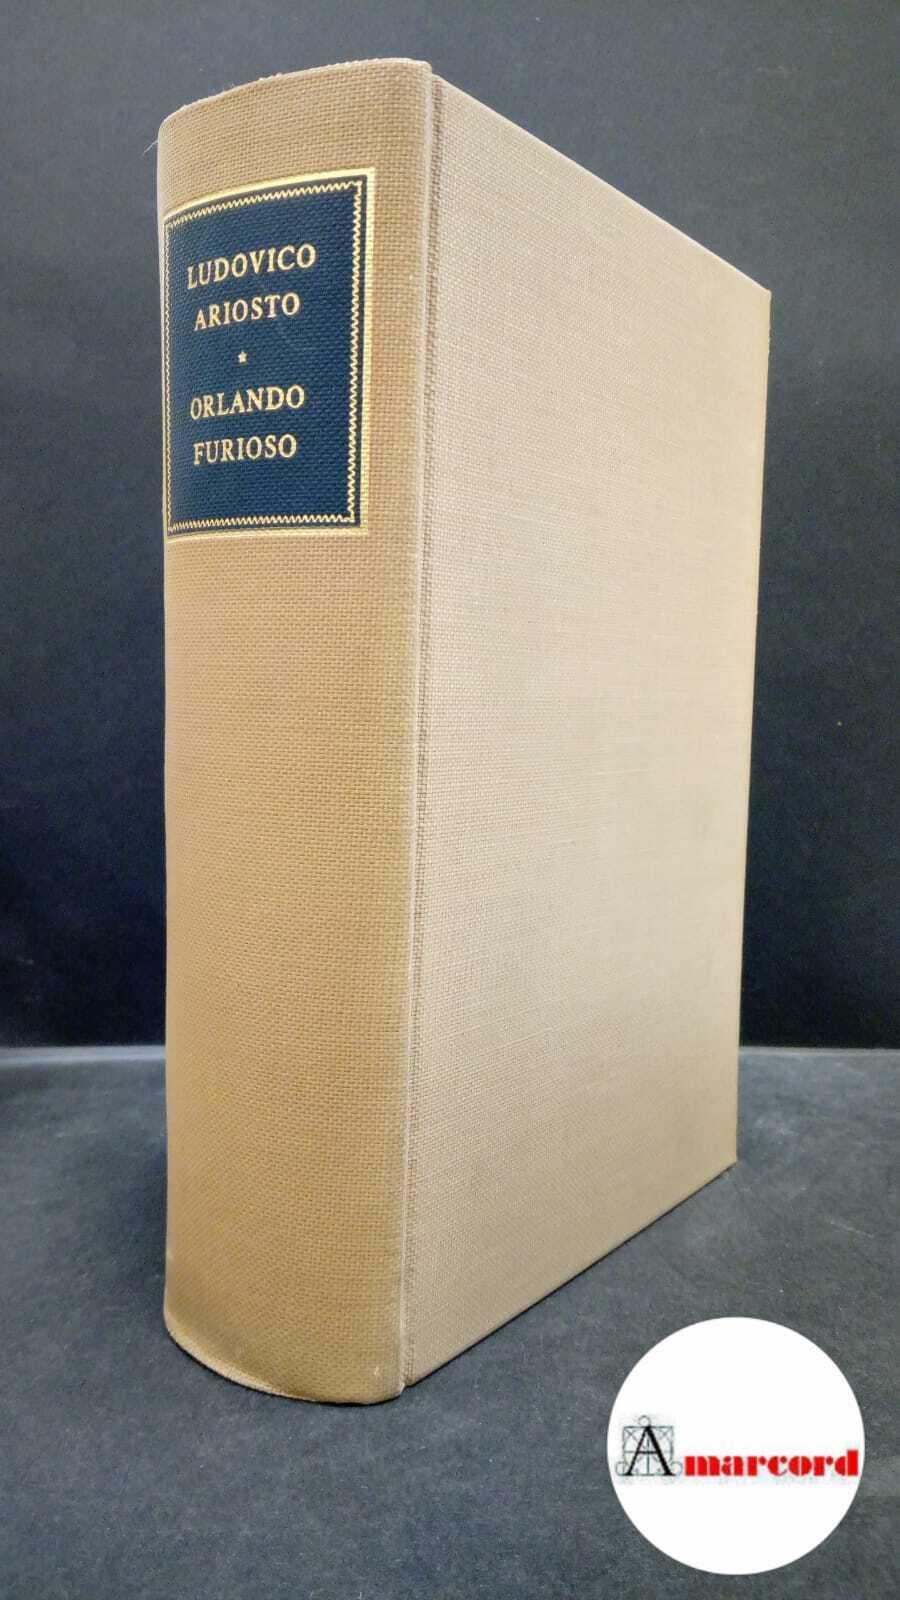 LUDOVICO
ARIOSTO
*
ORLANDO
FURIOSO
Amarcord